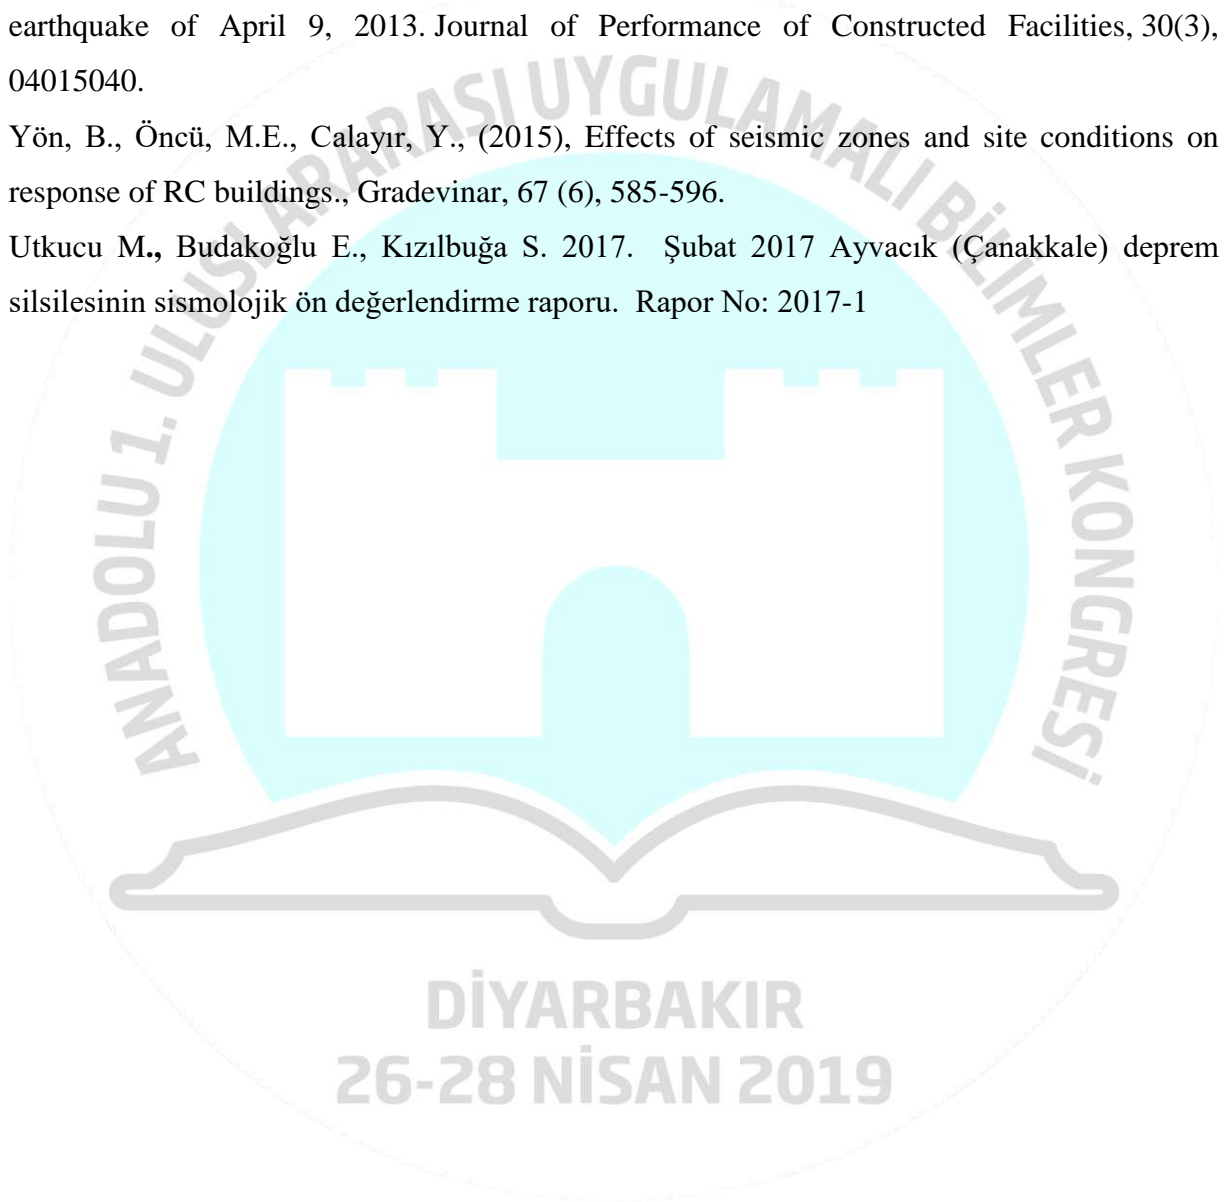 earthquake of April 9, 2013. Journal of Performance of Constructed Facilities, 30(3),
04015040.
Yön, B., Öncü, M.E., Calayır, Y., (2015), Effects of seismic zones and site conditions on
response of RC buildings., Gradevinar, 67 (6), 585-596.
Utkucu M., Budakoğlu E., Kızılbuğa S. 2017. Şubat 2017 Ayvacık (Çanakkale) deprem
silsilesinin sismolojik ön değerlendirme raporu. Rapor No: 2017-1
ANADOLU 1. ULUSLARARASI UYGULAMALI BİLİMLER KONGRESİ
DİYARBAKIR
26-28 NİSAN 2019